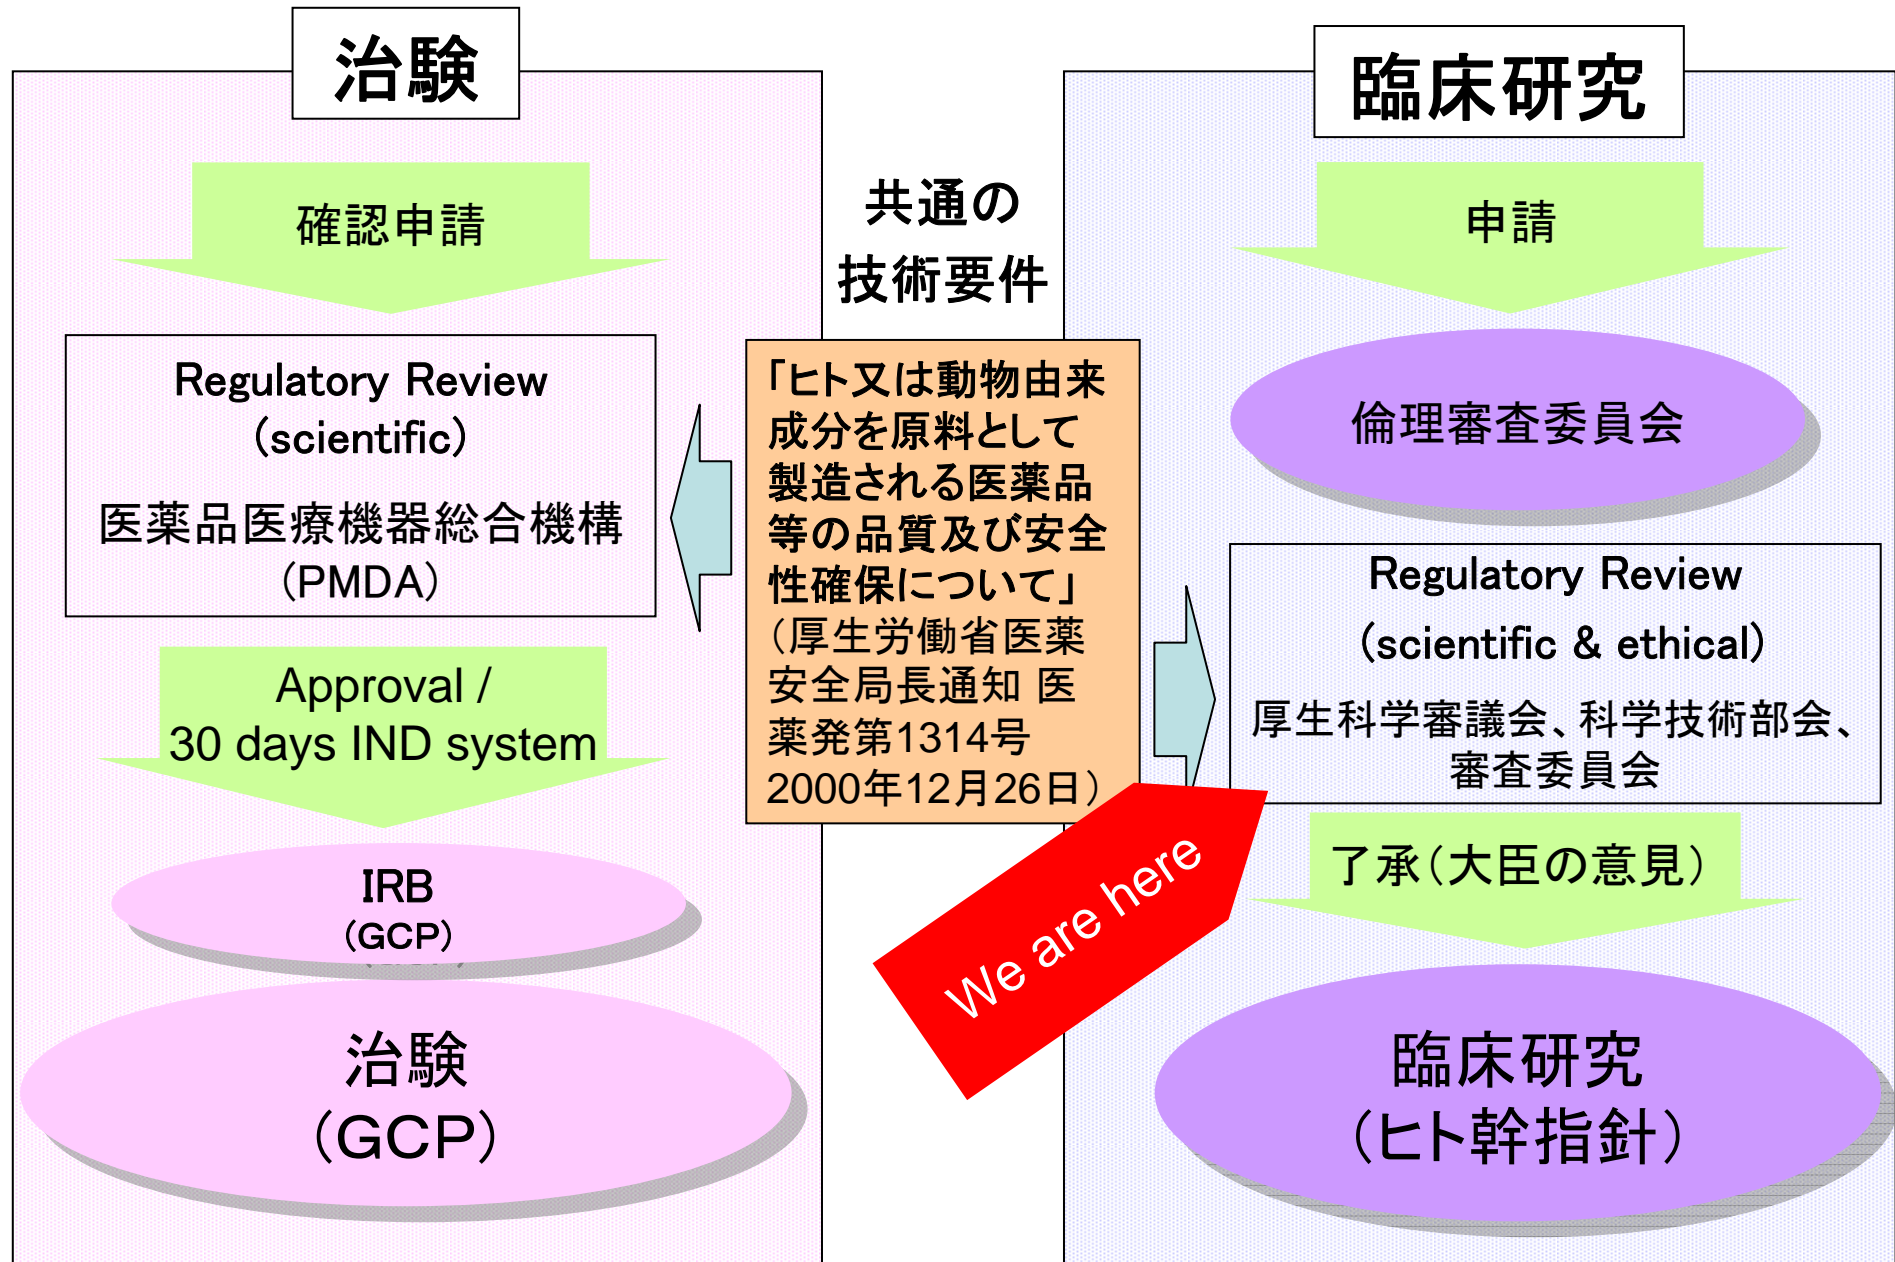 治験
確認申請
Regulatory Review
(scientific)
医薬品医療機器総合機構
(PMDA)
Approval /
30 days IND system
IRB
(GCP)
治験
(GCP)
共通の
技術要件
「ヒト又は動物由来
成分を原料として
製造される医薬品
等の品質及び安全
性確保について」
(厚生労働省医薬
安全局長通知 医
薬発第1314号
2000年12月26日)
We are here
臨床研究
申請
倫理審査委員会
Regulatory Review
(scientific & ethical)
厚生科学審議会、科学技術部会、
審査委員会
了承(大臣の意見)
臨床研究
(ヒト幹指針)